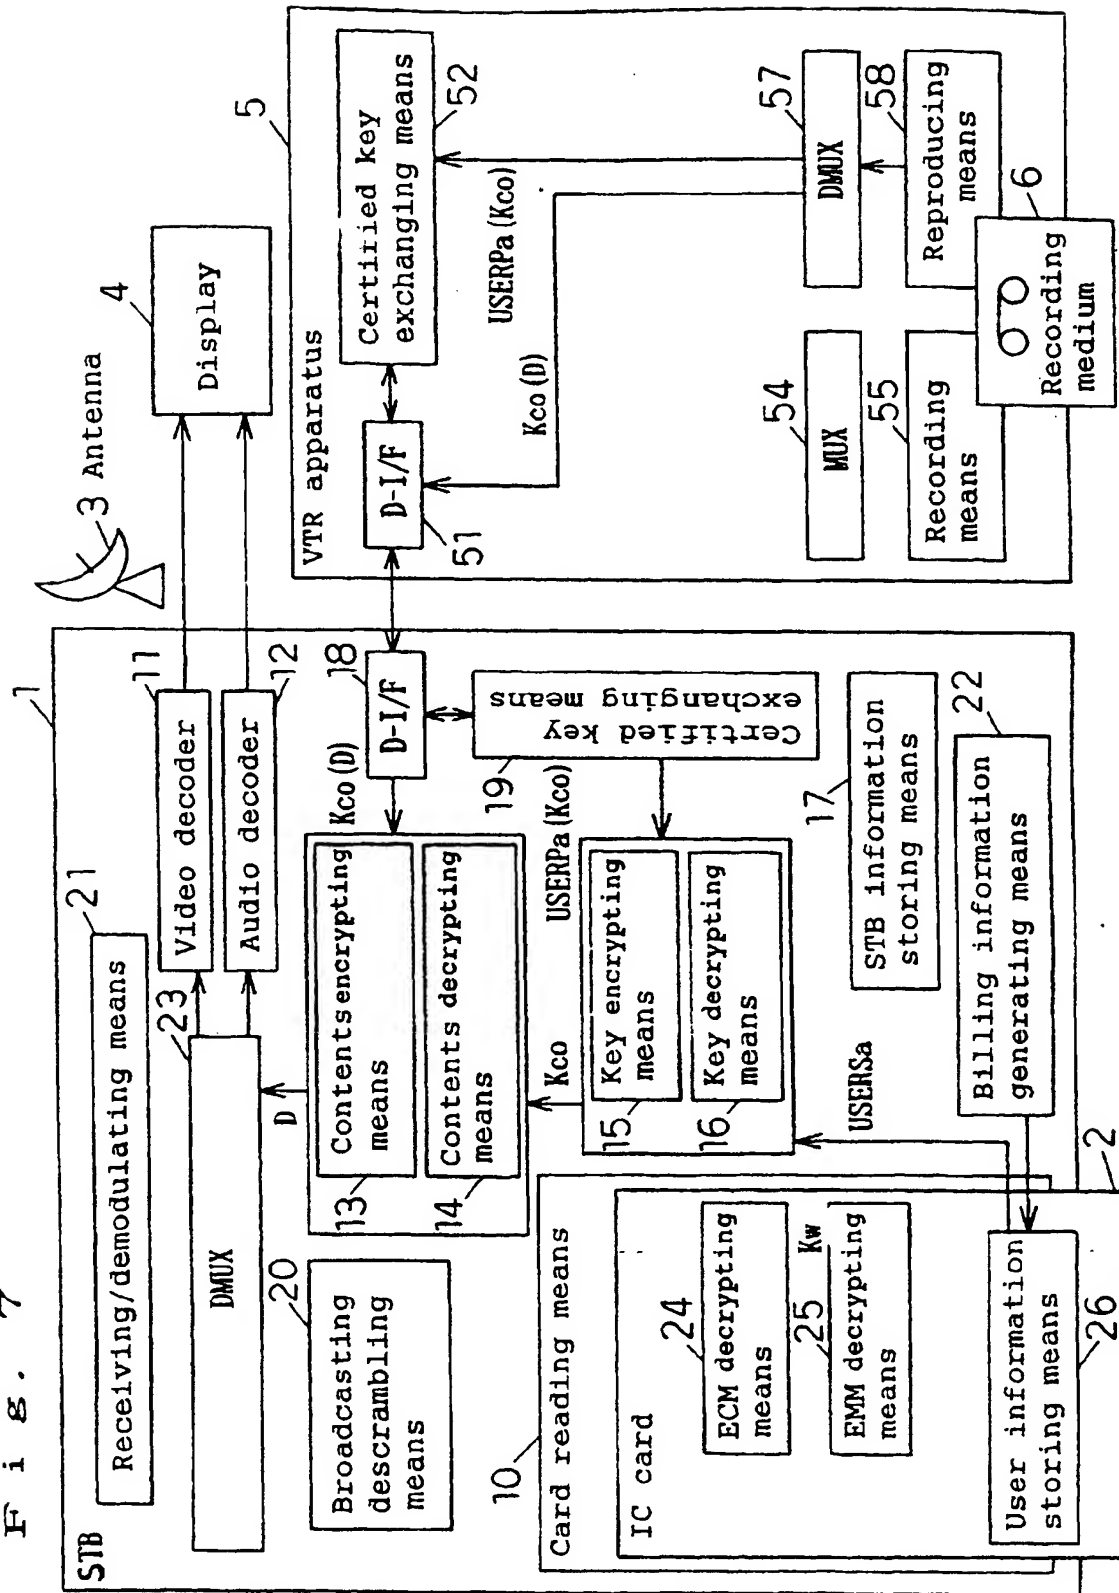 Fig. 7
STB
1
Receiving/demodulating means
21
DMUX
23
Video decoder
11
Audio decoder
12
3 Antenna
Display
4
Broadcasting
descrambling
means
20
D
Contents encrypting
means
13
Contents decrypting
means
14
Kco(D)
D-I/F
18
Certified key
exchanging means
19
USERPa(Kco)
Kco
Key encrypting
means
15
Key decrypting
means
16
USERSa
STB information
storing means
17
Billing information
generating means
22
Card reading means
10
IC card
2
ECM decrypting
means
24
Kw
EMM decrypting
means
25
User information
storing means
26
VTR apparatus
5
Certified key
exchanging means
52
D-I/F
51
USERPa(Kco)
Kco(D)
MUX
54
DMUX
57
Recording
means
55
Reproducing
means
58
Recording
medium
6